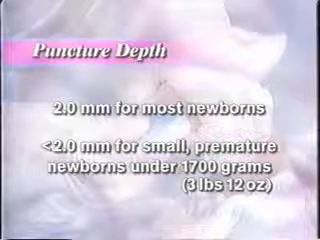 Puncture Depth
2.0 mm for most newborns
<2.0 mm for small, premature
newborns under 1700 grams
(3 lbs 12 oz)